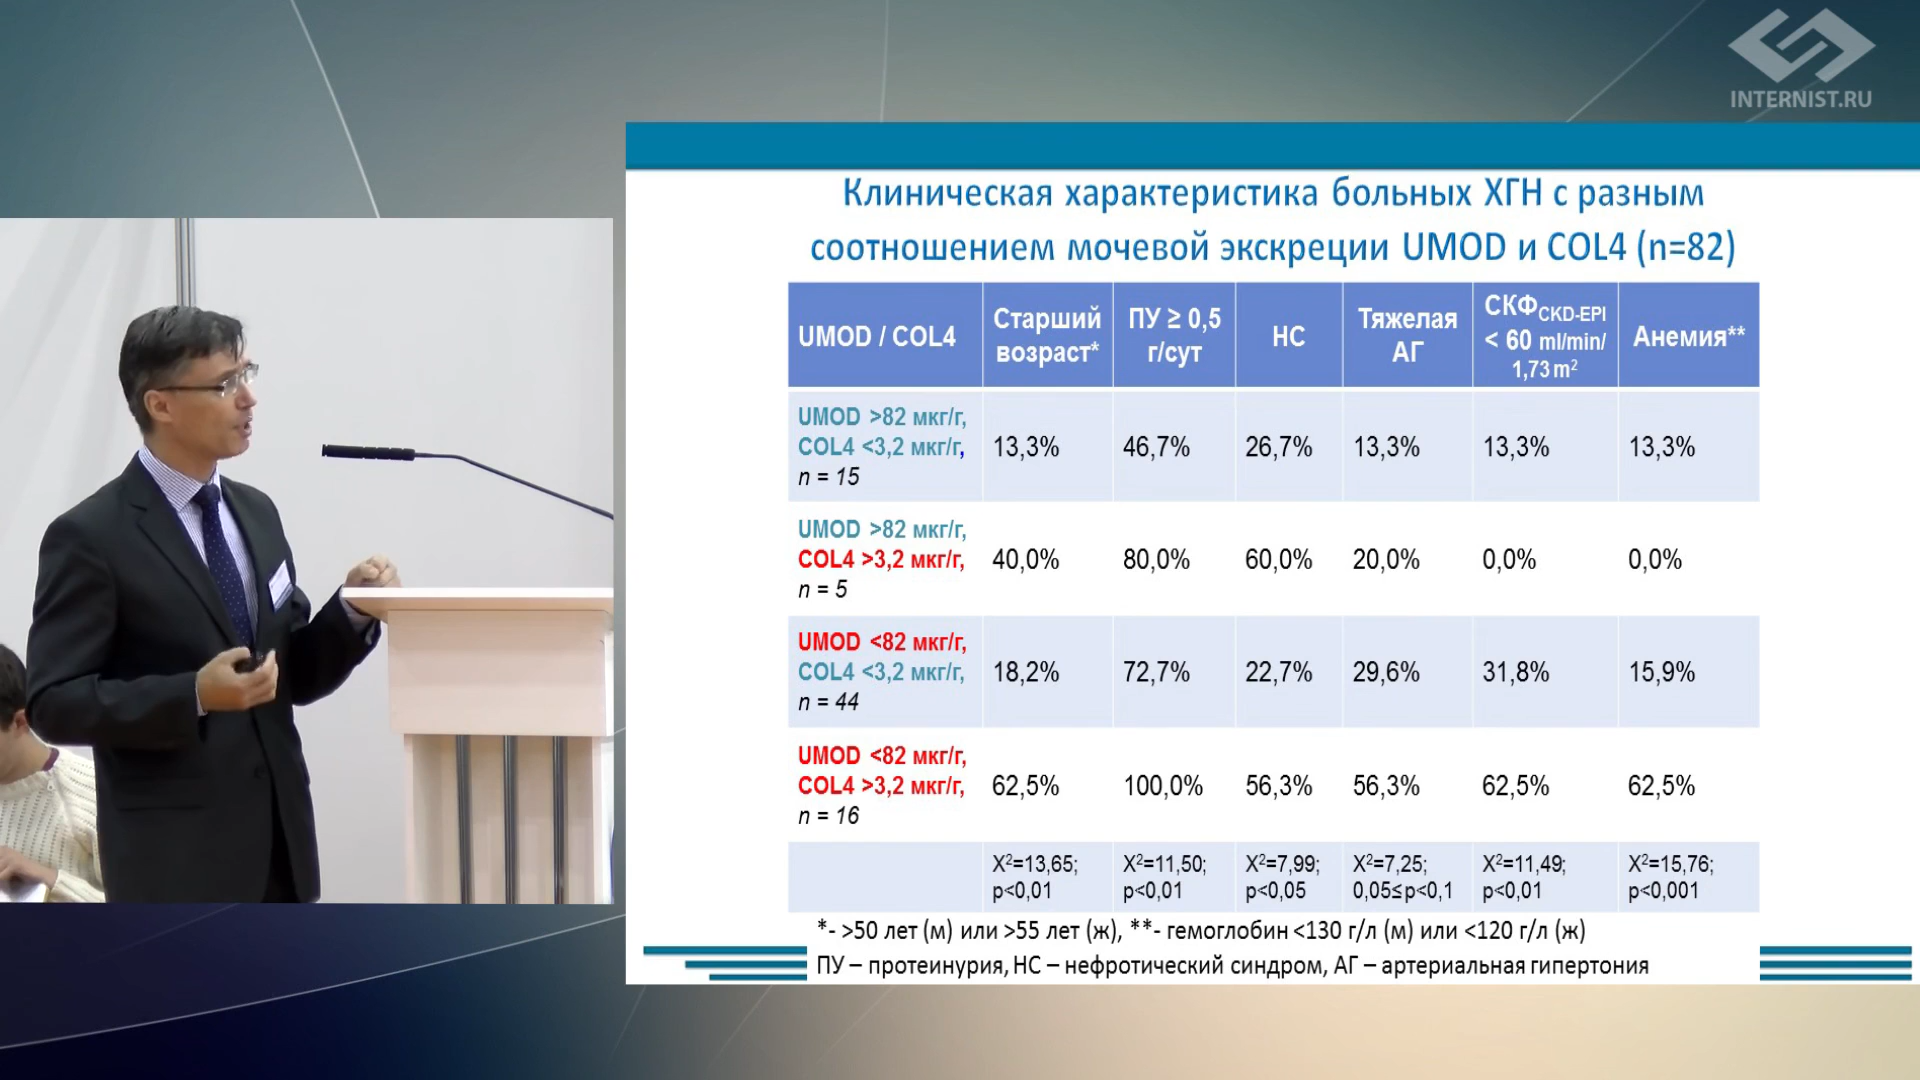 INTERNIST.RU
Клиническая характеристика больных ХГН с разным
соотношением мочевой экскреции UMOD и COL4 (n=82)
UMOD / COL4
Старший
возраст*
ПУ ≥ 0,5
г/сут
НС
Тяжелая
АГ
СКФCKD-EPI
< 60 ml/min/
1,73 m²
Анемия**
UMOD >82 мкг/г,
COL4 <3,2 мкг/г,
n = 15
13,3%
46,7%
26,7%
13,3%
13,3%
13,3%
UMOD >82 мкг/г,
COL4 >3,2 мкг/г,
n = 5
40,0%
80,0%
60,0%
20,0%
0,0%
0,0%
UMOD <82 мкг/г,
COL4 <3,2 мкг/г,
n = 44
18,2%
72,7%
22,7%
29,6%
31,8%
15,9%
UMOD <82 мкг/г,
COL4 >3,2 мкг/г,
n = 16
62,5%
100,0%
56,3%
56,3%
62,5%
62,5%
X²=13,65;
p<0,01
X²=11,50;
p<0,01
X²=7,99;
p<0,05
X²=7,25;
0,05≤p<0,1
X²=11,49;
p<0,01
X²=15,76;
p<0,001
*- >50 лет (м) или >55 лет (ж), **- гемоглобин <130 г/л (м) или <120 г/л (ж)
ПУ – протеинурия, НС – нефротический синдром, АГ – артериальная гипертония